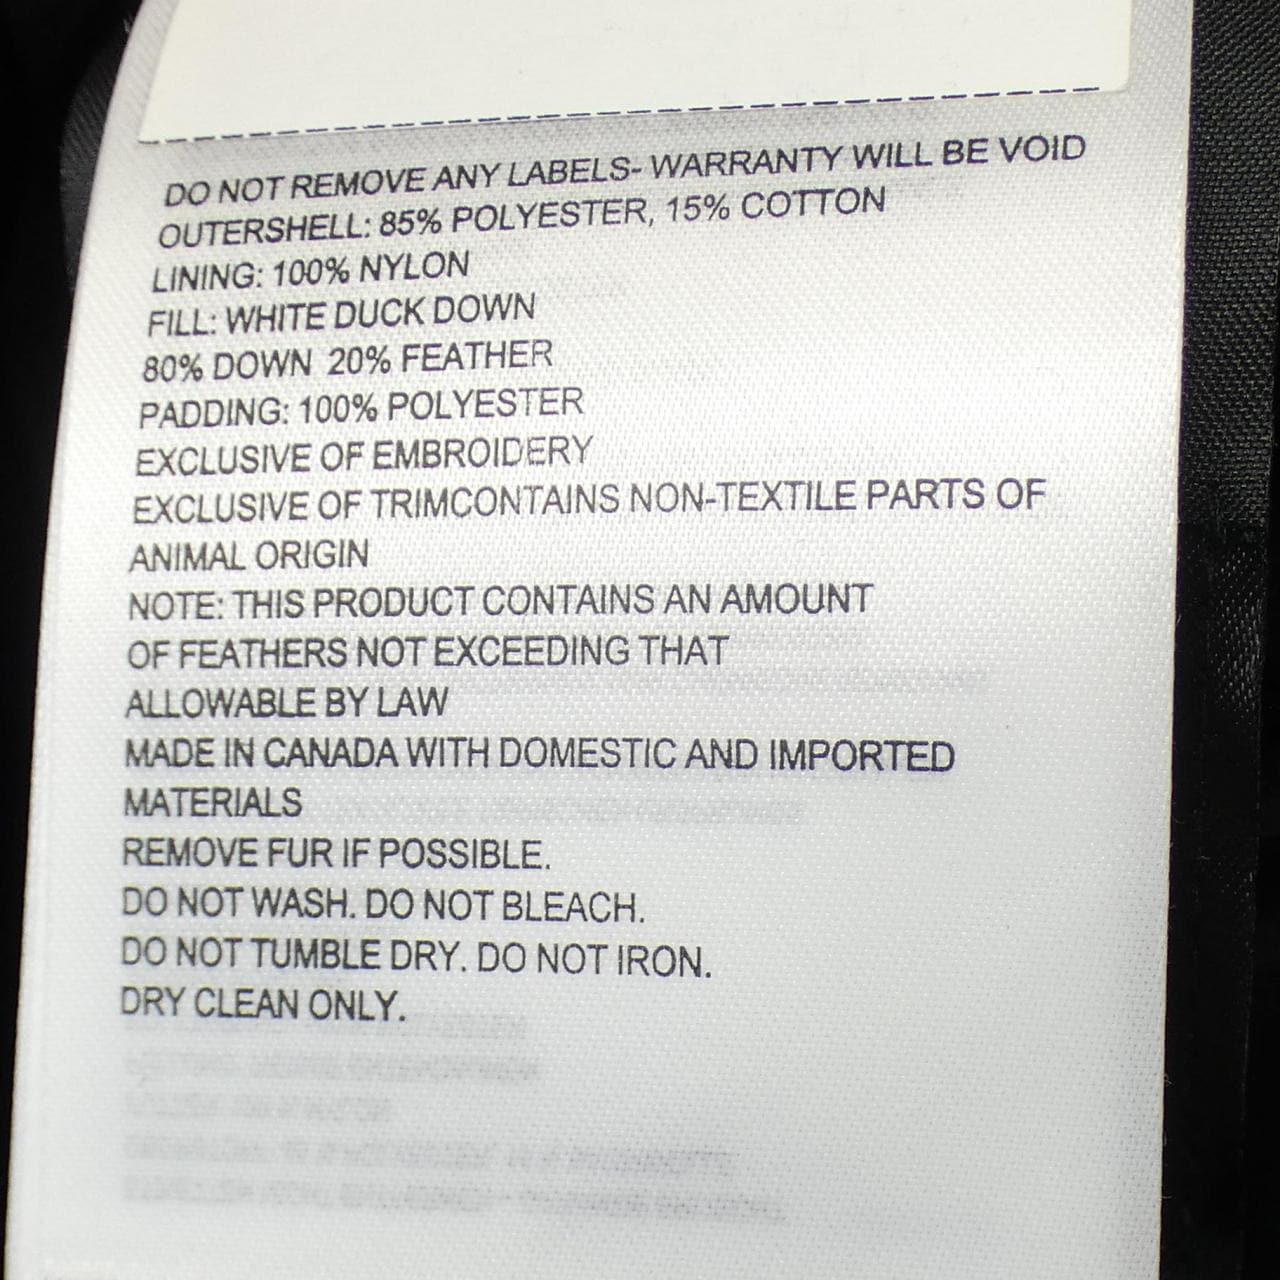 DO NOT REMOVE ANY LABELS- WARRANTY WILL BE VOID
OUTERSHELL: 85% POLYESTER, 15% COTTON
LINING: 100% NYLON
FILL: WHITE DUCK DOWN
80% DOWN 20% FEATHER
PADDING: 100% POLYESTER
EXCLUSIVE OF EMBROIDERY
EXCLUSIVE OF TRIMCONTAINS NON-TEXTILE PARTS OF
ANIMAL ORIGIN
NOTE: THIS PRODUCT CONTAINS AN AMOUNT
OF FEATHERS NOT EXCEEDING THAT
ALLOWABLE BY LAW
MADE IN CANADA WITH DOMESTIC AND IMPORTED
MATERIALS
REMOVE FUR IF POSSIBLE.
DO NOT WASH. DO NOT BLEACH.
DO NOT TUMBLE DRY. DO NOT IRON.
DRY CLEAN ONLY.